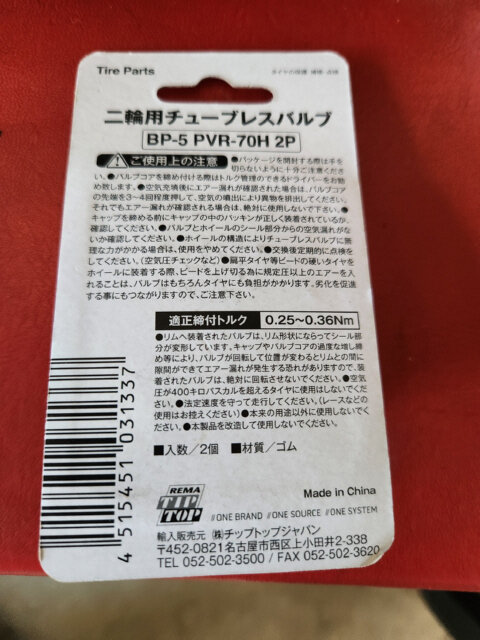 Tire Parts
タイヤの保護・補修・点検
二輪用チューブレスバルブ
BP-5 PVR-70H 2P
ご使用上の注意 ●パッケージを開封する際は手を
切らないように十分ご注意くださ
い。●バルブコアを締め付ける際はトルク管理のできるドライバーをお勧
め致します。●空気充填後にエアー漏れが確認された場合は、バルブコア
の先端を3~4回程度押して、空気の噴出により異物を排出してください。
それでもエアー漏れが確認される場合は、絶対に使用しないで下さい。●
キャップを締める前にキャップの中のパッキンが正しく装着されているか、
確認してください。●バルブとホイールのシール部分からの空気漏れがな
いか確認してください。●ホイールの構造によりチューブレスバルブに無
理な力がかかる場合は、使用をやめてください。●交換後定期的に点検を
してください。(空気圧チェックなど)●扁平タイヤ等ビードの硬いタイヤを
ホイールに装着する際、ビードを上げ切る為に規定圧以上のエアーを入
れることは、バルブはもちろんタイヤにも負担がかかります。劣化を促進
する事にもつながりますので、ご注意下さい。
適正締付トルク 0.25~0.36Nm
●リムへ装着されたバルブは、リム形状にならってシール部
分が変形しています。キャップやバルブコアの過度な増し締
め等により、バルブが回転して位置が変わるとリムとの間に
隙間ができてエアー漏れが発生する恐れがありますので、装
着されたバルブは、絶対に回転させないでください。●空気
圧が400キロパスカルを超えるタイヤには使用しないでくだ
さい。●法定速度を守って走行してください。(レースなどの
使用はお控えください)●本来の用途以外に使用しないでく
ださい。●本製品を改造して使用しないでください。
■入数/2個 ■材質/ゴム
4 515451 031337
Made in China
REMA
TIP
TOP
//ONE BRAND //ONE SOURCE //ONE SYSTEM
輸入販売元 ㈱チップトップジャパン
〒452-0821名古屋市西区上小田井2-338
TEL 052-502-3500 / FAX 052-502-3620